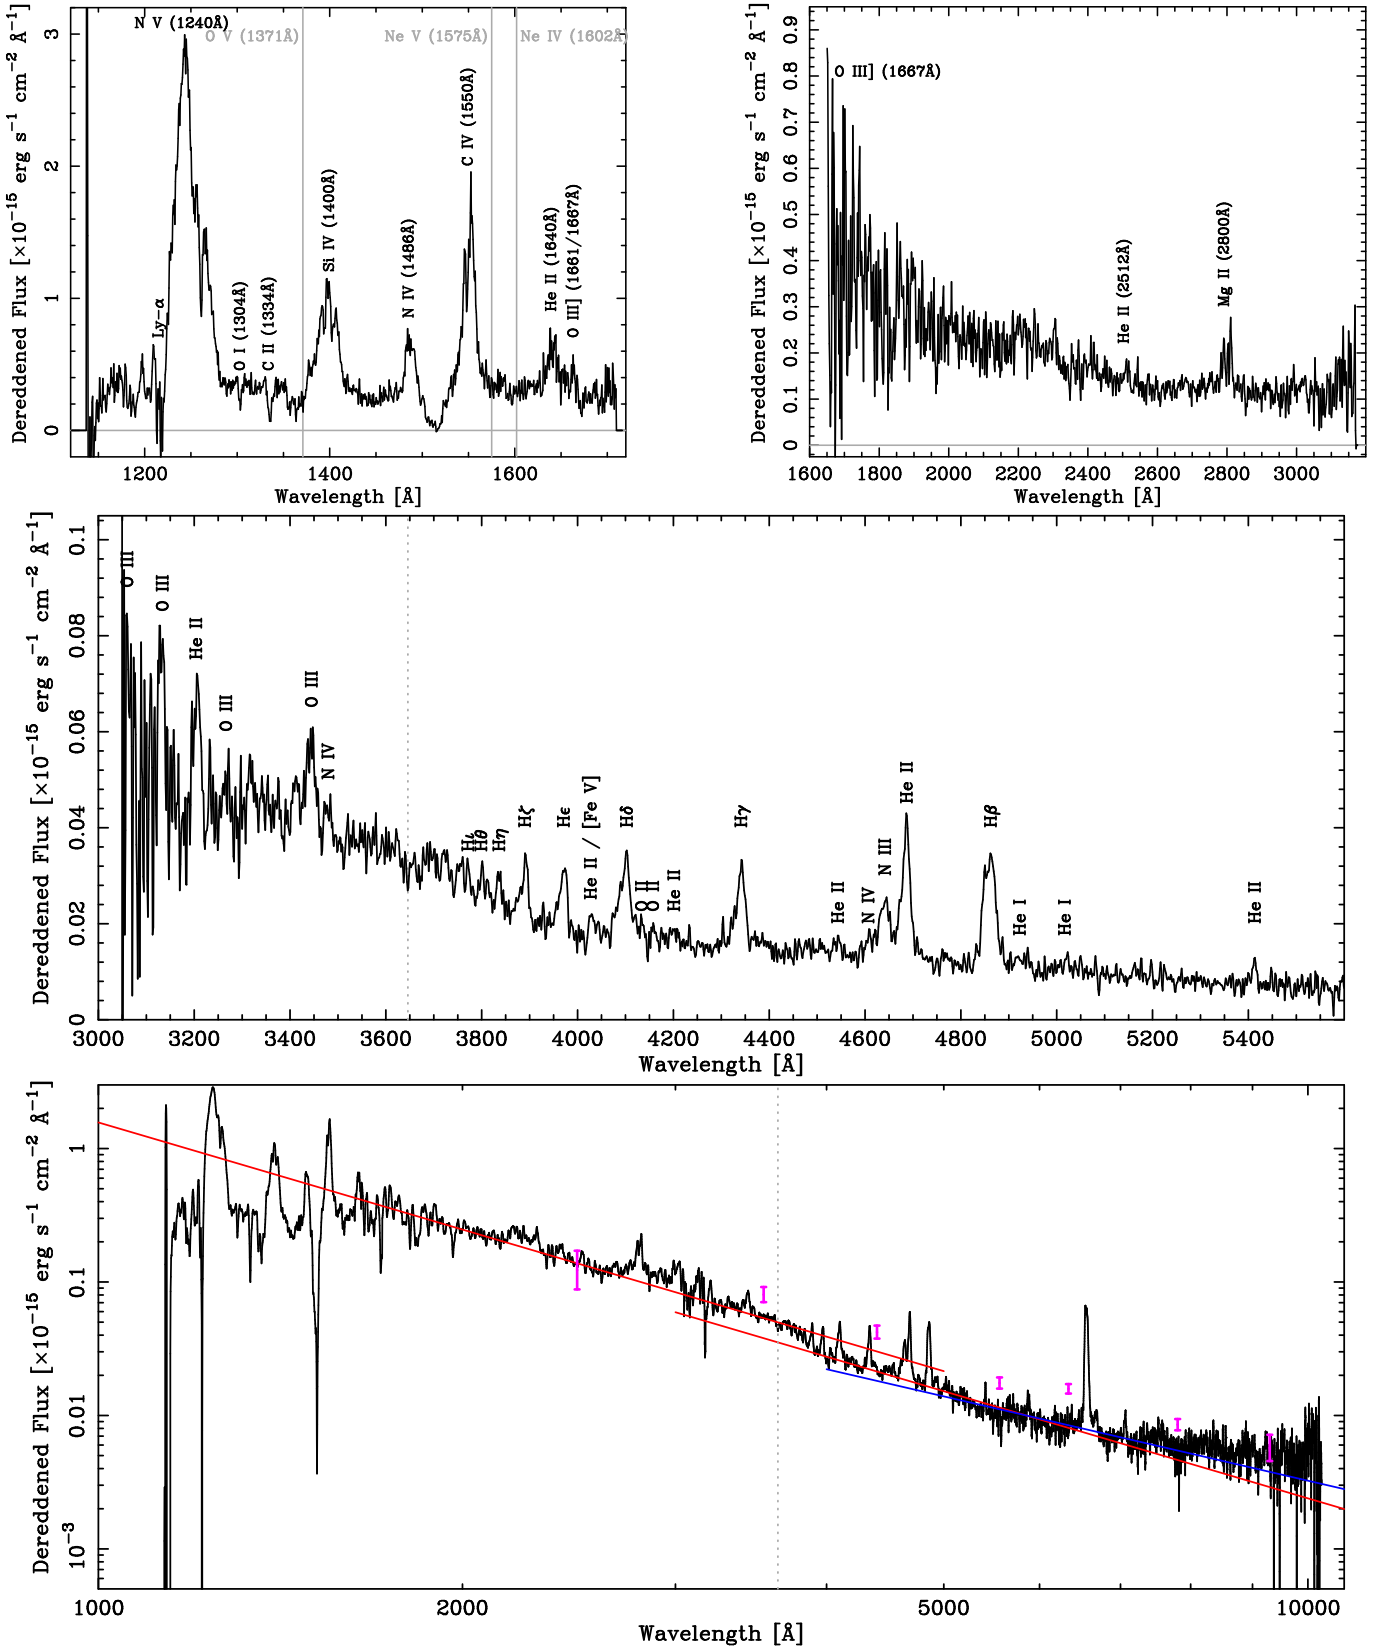 Dereddened Flux [×10⁻¹⁵ erg s⁻¹ cm⁻² Å⁻¹]
3
2
1
0
N V (1240Å)
O V (1371Å)
Ne V (1575Å)
Ne IV (1602Å)
Ly-α
O I (1304Å)
C II (1334Å)
Si IV (1400Å)
N IV (1486Å)
C IV (1550Å)
He II (1640Å)
O III] (1661/1667Å)
1200 1400 1600
Wavelength [Å]
Dereddened Flux [×10⁻¹⁵ erg s⁻¹ cm⁻² Å⁻¹]
0.9
0.8
0.7
0.6
0.5
0.4
0.3
0.2
0.1
0
O III] (1667Å)
He II (2512Å)
Mg II (2800Å)
1600 1800 2000 2200 2400 2600 2800 3000
Wavelength [Å]
Dereddened Flux [×10⁻¹⁵ erg s⁻¹ cm⁻² Å⁻¹]
0.1
0.08
0.06
0.04
0.02
0
O III
O III
He II
O III
O III
N IV
Hι
Hθ
Hη
Hζ
Hϵ
He II / [Fe V]
Hδ
O II
O II
He II
Hγ
He II
N IV
N III
He II
Hβ
He I
He I
He II
3000 3200 3400 3600 3800 4000 4200 4400 4600 4800 5000 5200 5400
Wavelength [Å]
Dereddened Flux [×10⁻¹⁵ erg s⁻¹ cm⁻² Å⁻¹]
1
0.1
0.01
10⁻³
1000 2000 5000 10000
Wavelength [Å]